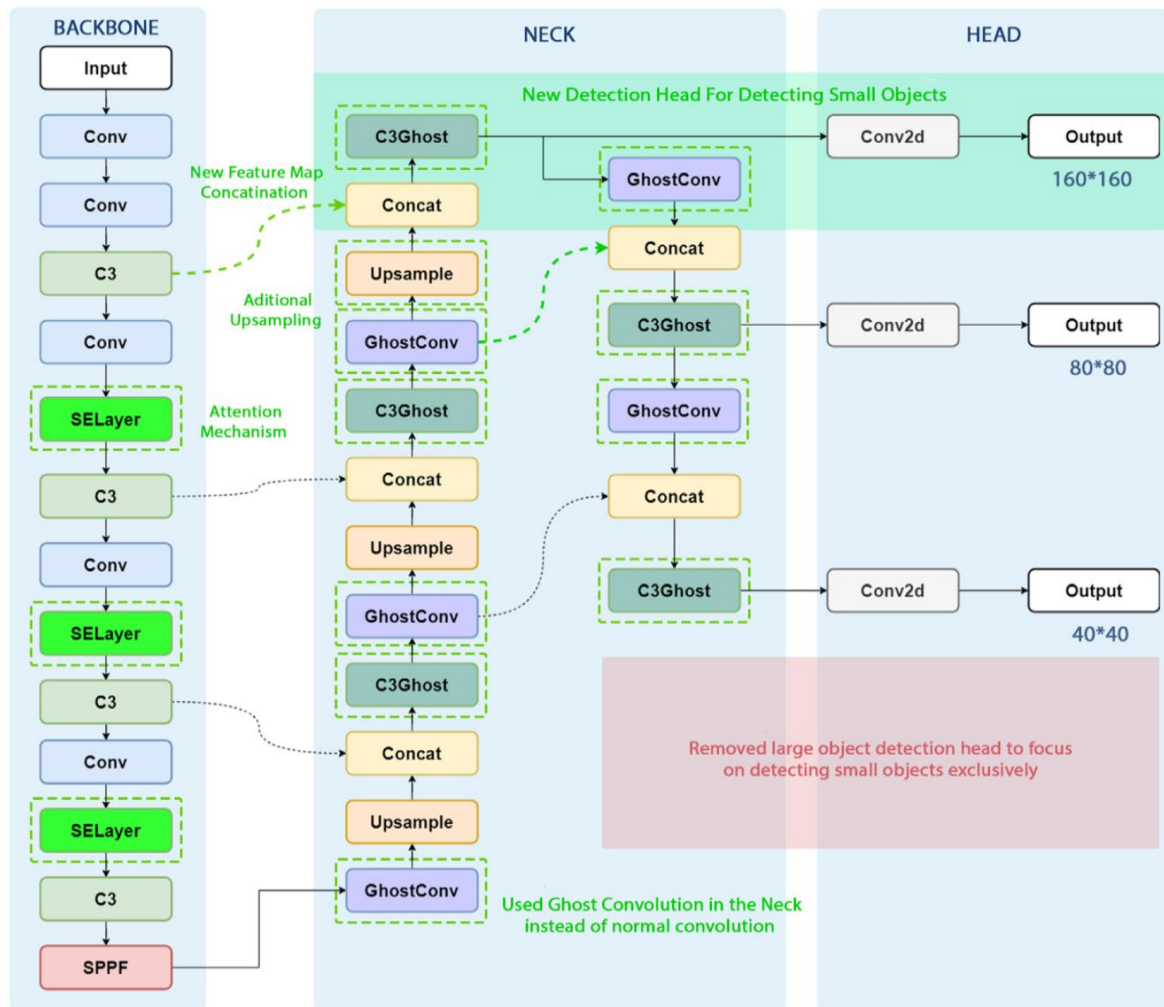 BACKBONE
Input
Conv
Conv
C3
Conv
SELayer
C3
Conv
SELayer
C3
Conv
SELayer
C3
SPPF
New Feature Map
Concatination
Aditional
Upsampling
Attention
Mechanism
NECK
New Detection Head For Detecting Small Objects
C3Ghost
Concat
Upsample
GhostConv
C3Ghost
Concat
Upsample
GhostConv
C3Ghost
Concat
Upsample
GhostConv
GhostConv
Concat
C3Ghost
GhostConv
Concat
C3Ghost
Used Ghost Convolution in the Neck
instead of normal convolution
HEAD
Conv2d
Output
160*160
Conv2d
Output
80*80
Conv2d
Output
40*40
Removed large object detection head to focus
on detecting small objects exclusively